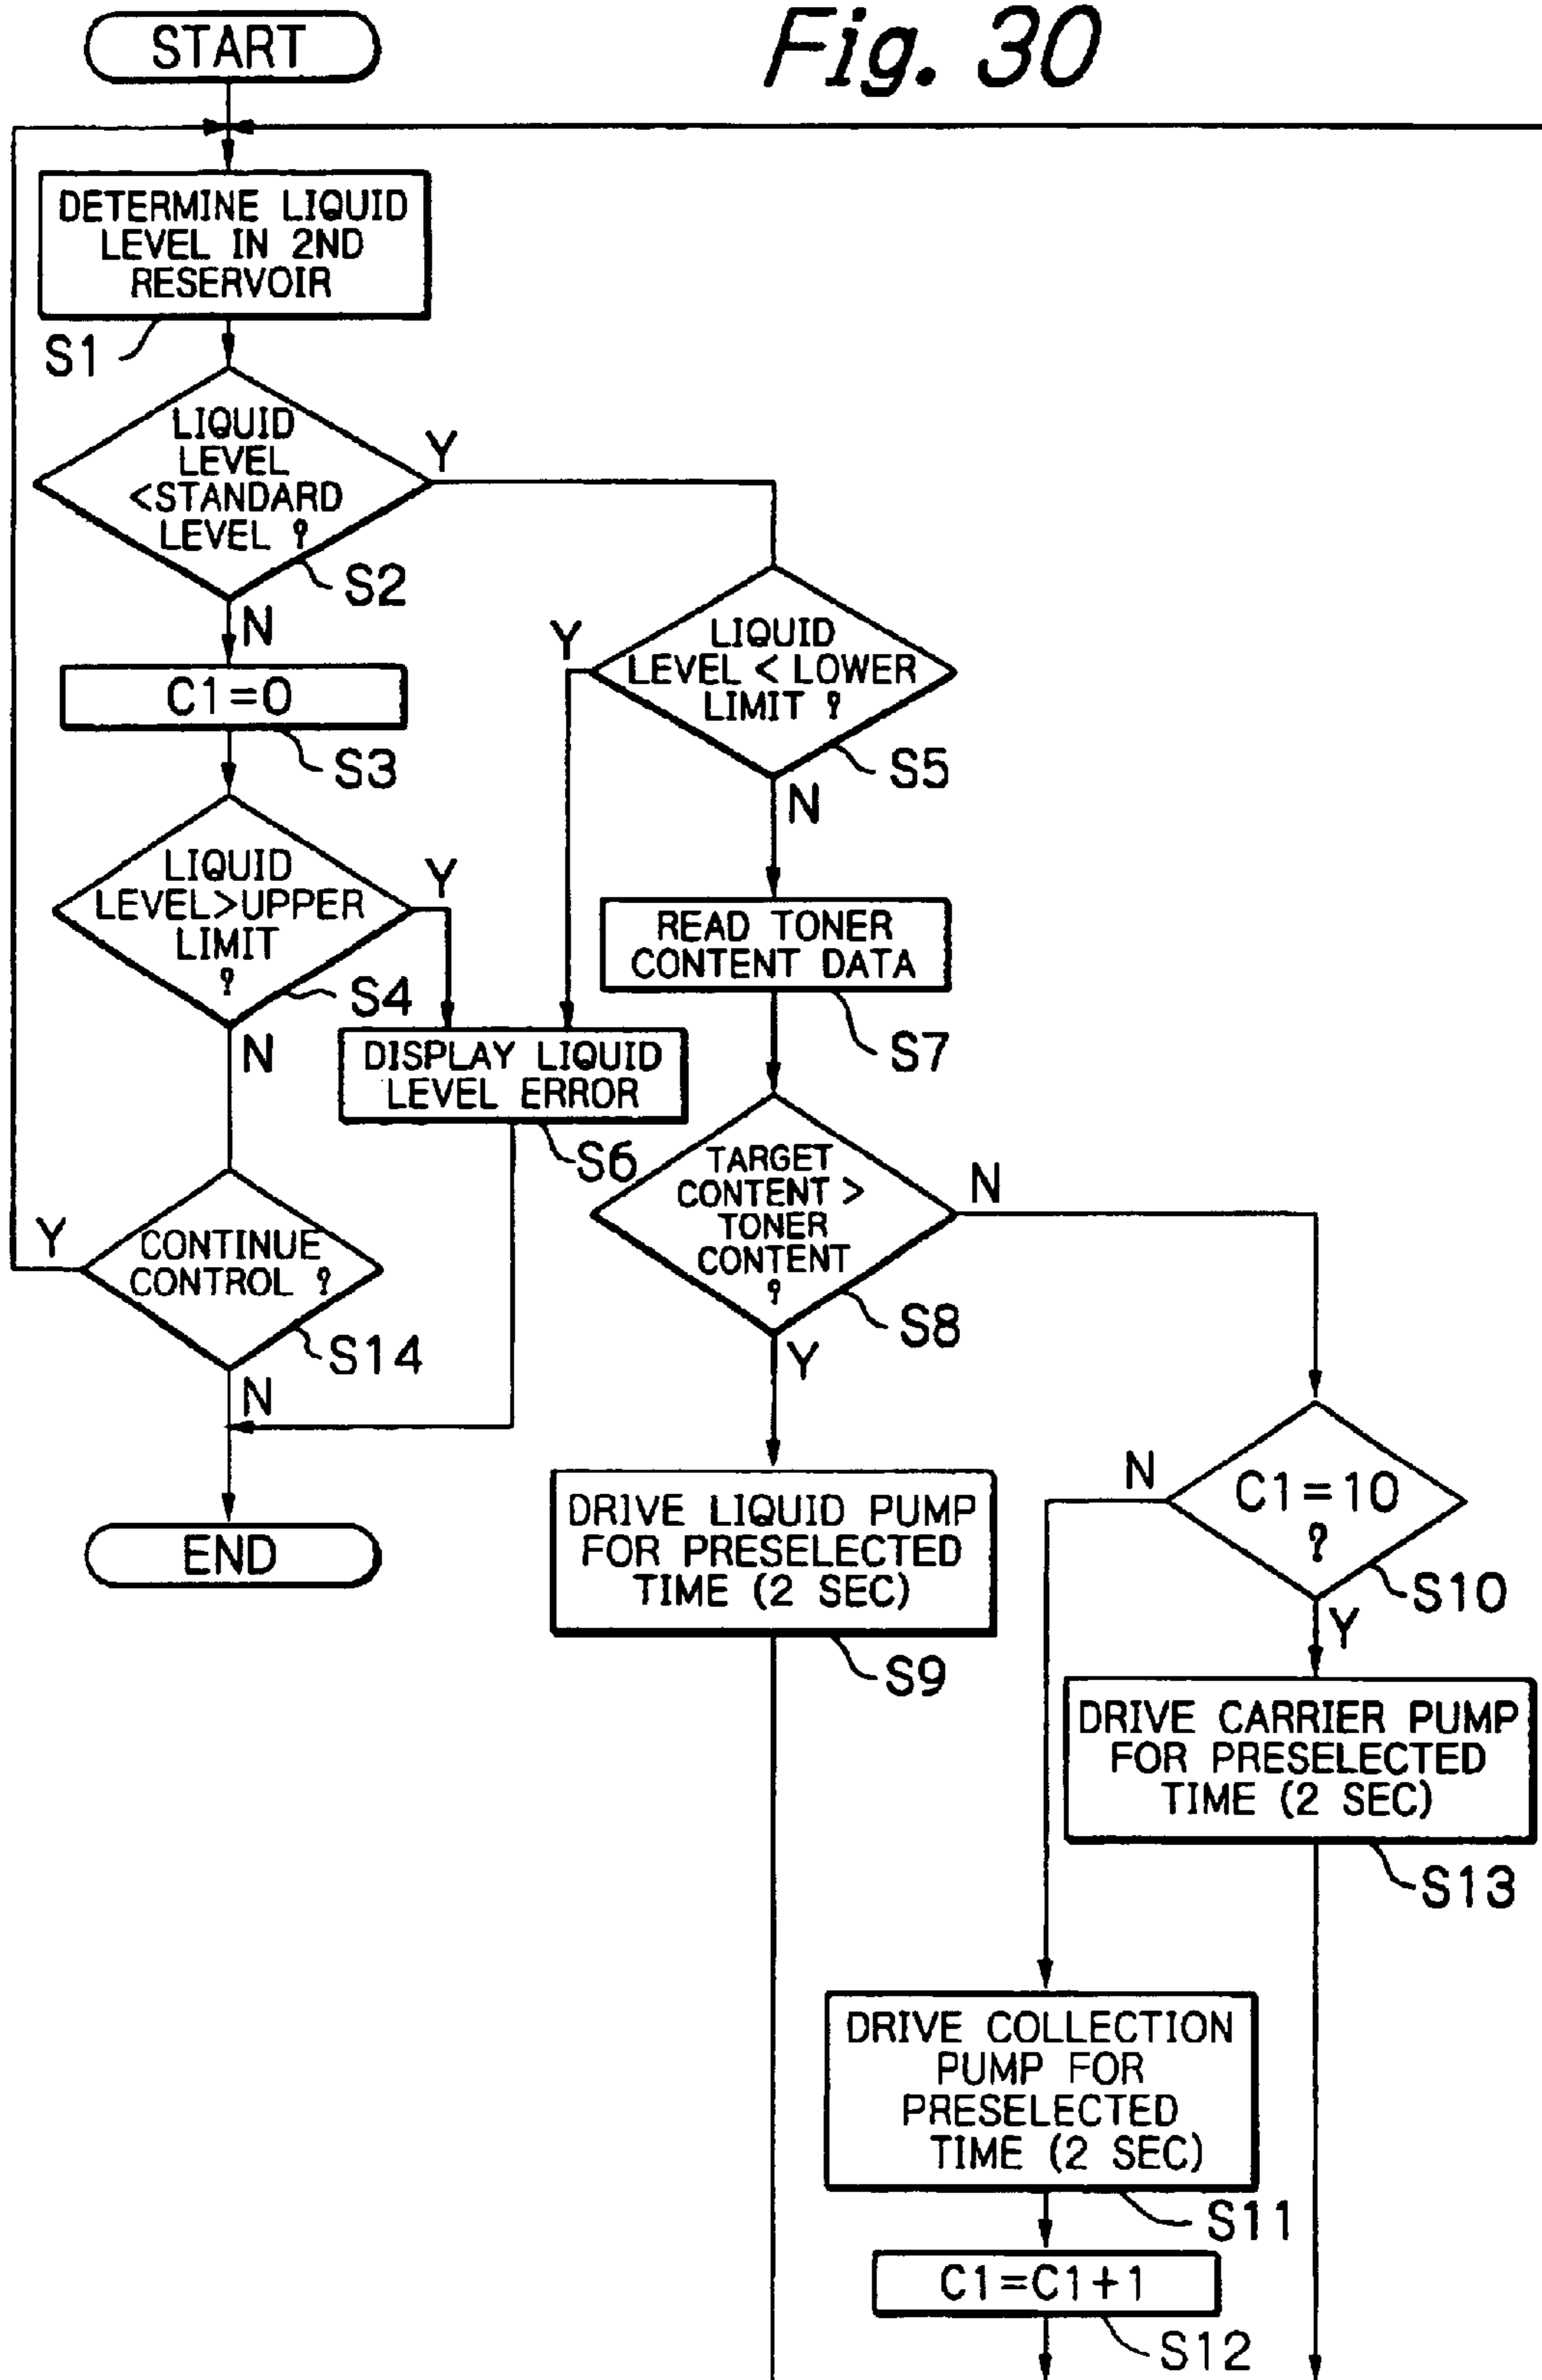 Fig. 30
START
DETERMINE LIQUID
LEVEL IN 2ND
RESERVOIR
S1
LIQUID
LEVEL
<STANDARD
LEVEL ?
Y
S2
N
C1=0
S3
LIQUID
LEVEL < LOWER
LIMIT ?
Y
S5
N
LIQUID
LEVEL>UPPER
LIMIT
?
Y
S4
N
READ TONER
CONTENT DATA
S7
DISPLAY LIQUID
LEVEL ERROR
S6
TARGET
CONTENT >
TONER
CONTENT
?
N
S8
Y
CONTINUE
CONTROL ?
Y
S14
N
END
DRIVE LIQUID PUMP
FOR PRESELECTED
TIME (2 SEC)
S9
C1=10
?
N
S10
Y
DRIVE CARRIER PUMP
FOR PRESELECTED
TIME (2 SEC)
S13
DRIVE COLLECTION
PUMP FOR
PRESELECTED
TIME (2 SEC)
S11
C1=C1+1
S12